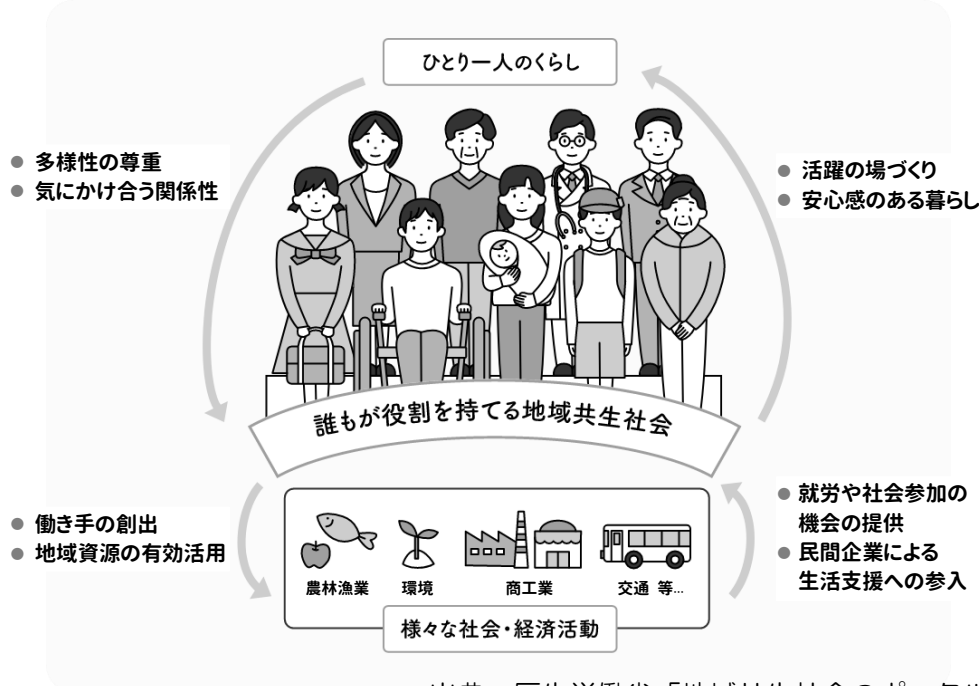 ひとり一人のくらし
● 多様性の尊重
● 気にかけ合う関係性
● 活躍の場づくり
● 安心感のある暮らし
誰もが役割を持てる地域共生社会
● 働き手の創出
● 地域資源の有効活用
● 就労や社会参加の
機会の提供
● 民間企業による
生活支援への参入
農林漁業
環境
商工業
交通 等...
様々な社会・経済活動